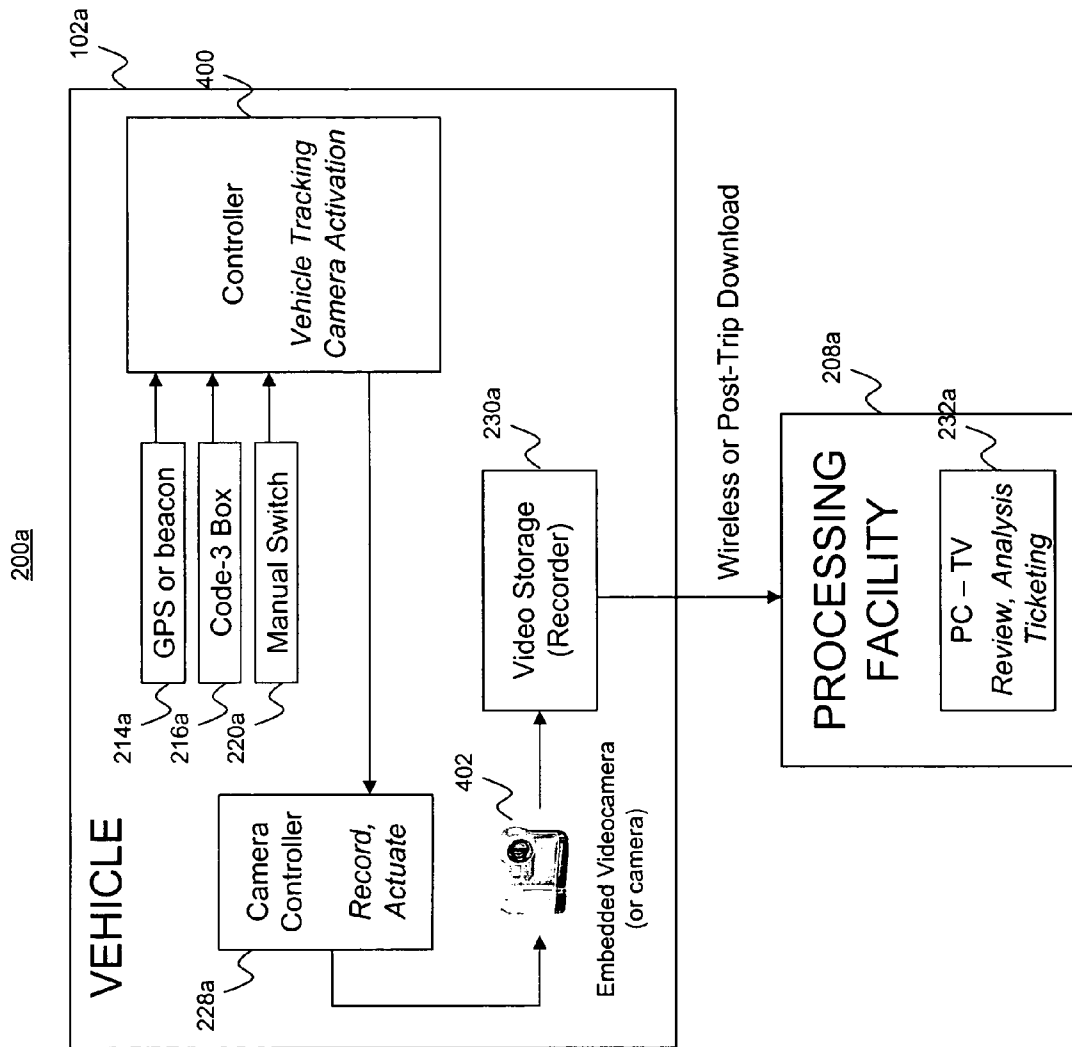 200a
VEHICLE
102a
214a
GPS or beacon
216a
Code-3 Box
220a
Manual Switch
400
Controller
Vehicle Tracking
Camera Activation
228a
Camera
Controller
Record,
Actuate
402
Embedded Videocamera
(or camera)
230a
Video Storage
(Recorder)
Wireless or Post-Trip Download
208a
PROCESSING
FACILITY
232a
PC – TV
Review, Analysis
Ticketing